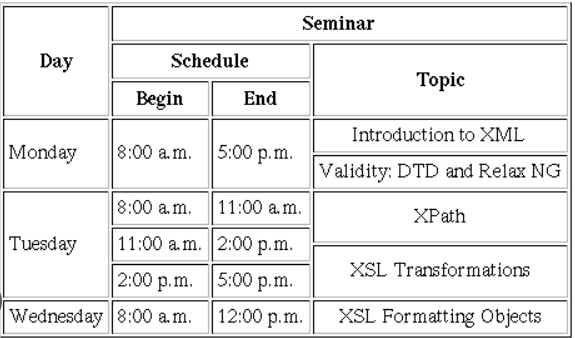 Seminar
Day
Schedule
Topic
Begin End
Monday 8:00 a.m. 5:00 p.m. Introduction to XML
Validity: DTD and Relax NG
Tuesday 8:00 a.m. 11:00 a.m. XPath
11:00 a.m. 2:00 p.m.
XSL Transformations
2:00 p.m. 5:00 p.m.
Wednesday 8:00 a.m. 12:00 p.m. XSL Formatting Objects